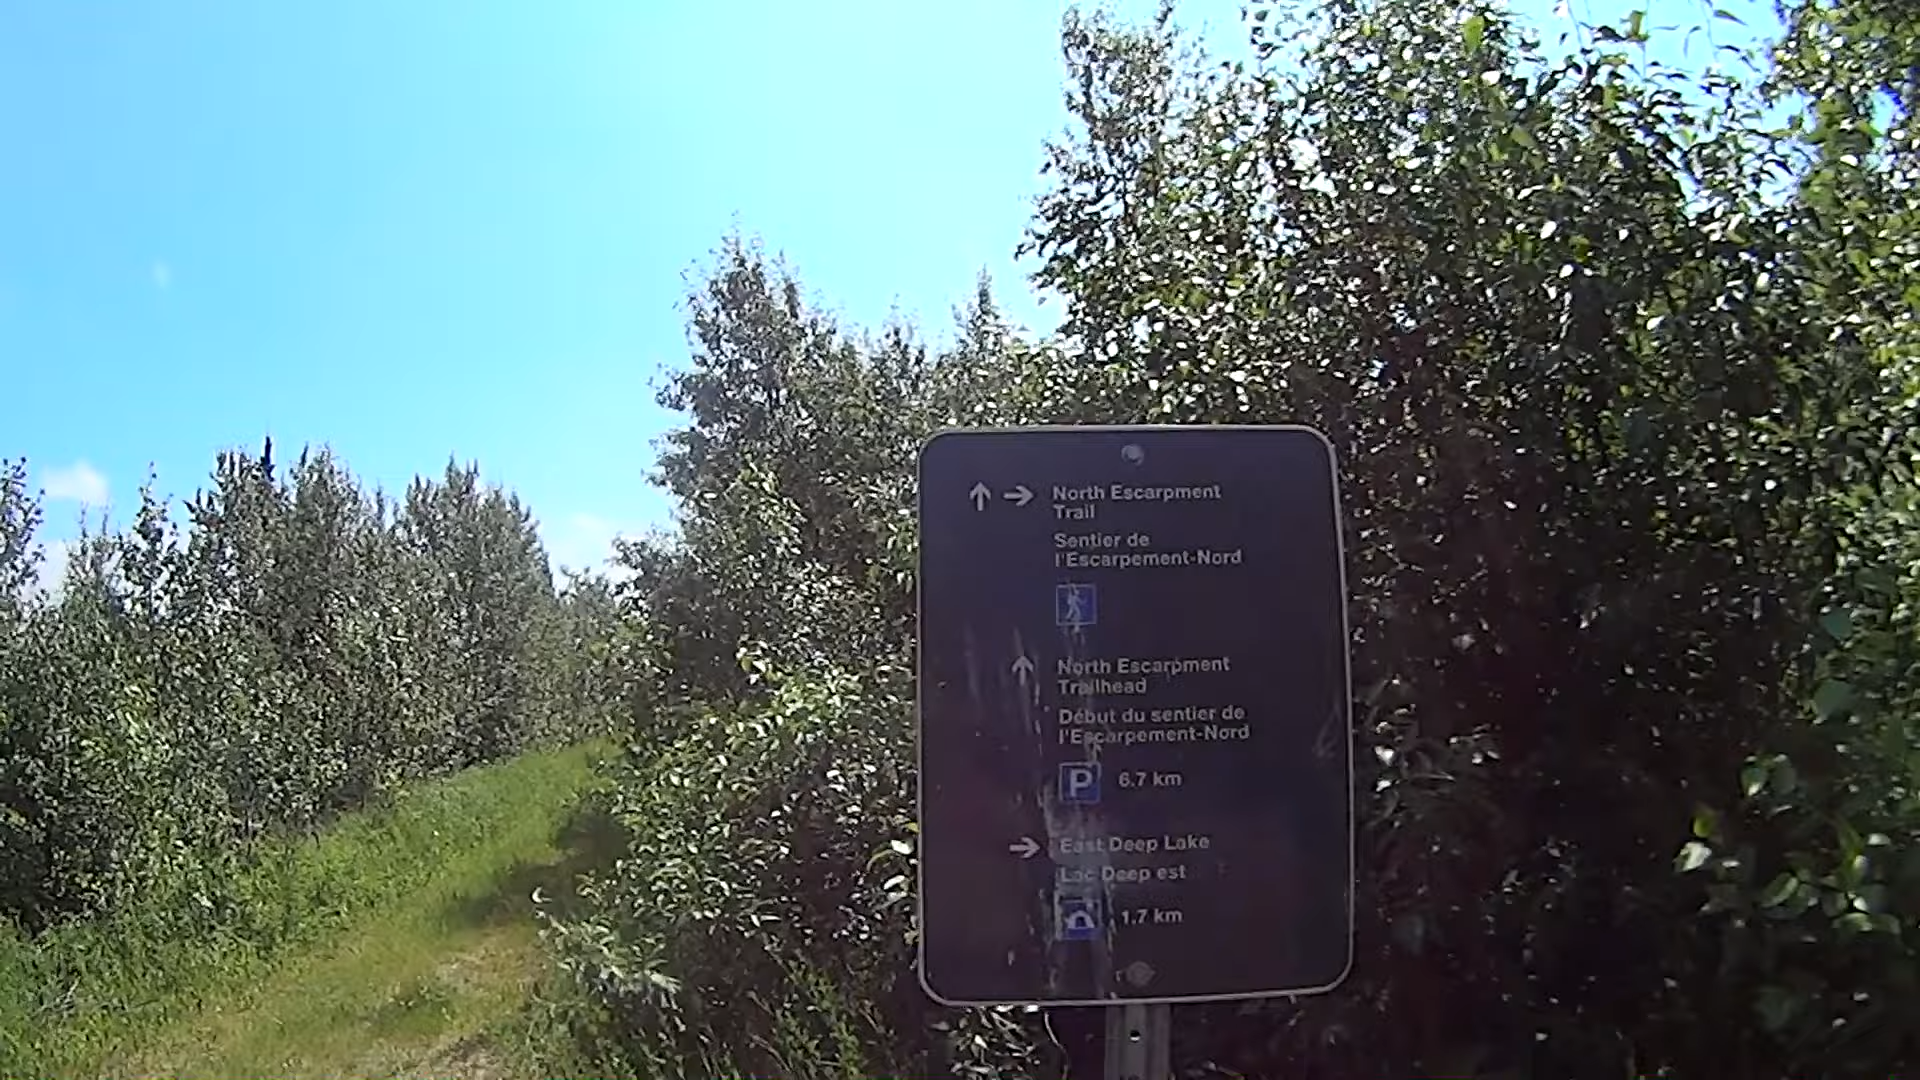 North Escarpment
Trail
Sentier de
l'Escarpement-Nord
North Escarpment
Trailhead
Début du sentier de
l'Escarpement-Nord
P 6.7 km
East Deep Lake
Lac Deep est
1.7 km